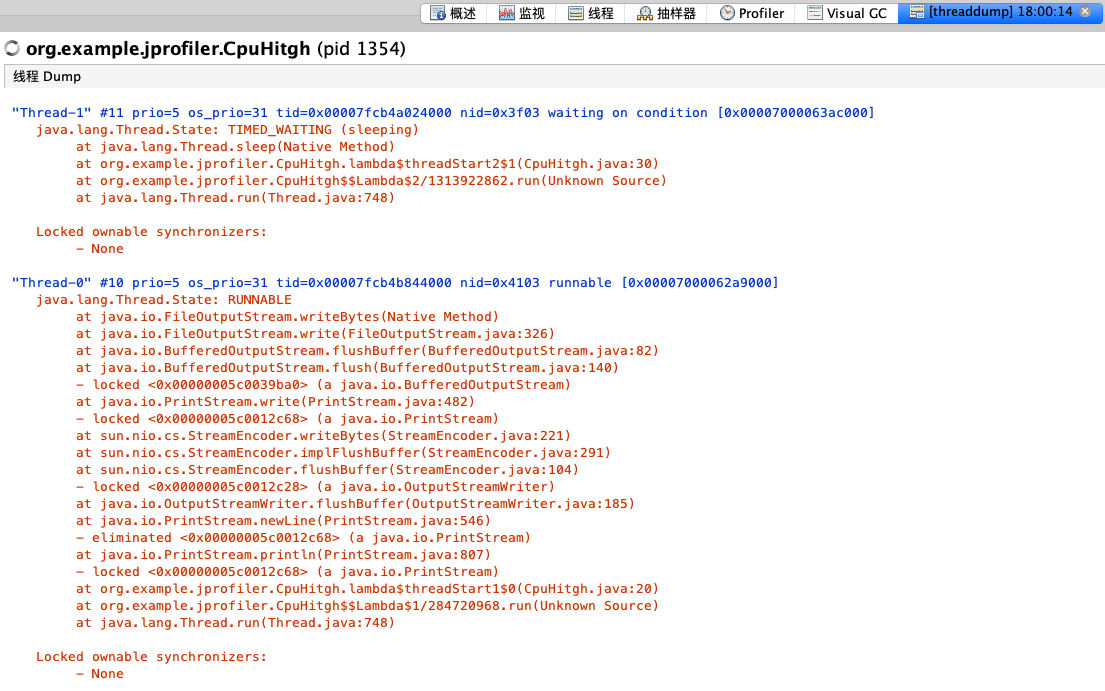 概述 监视 线程 抽样器 Profiler Visual GC [threaddump] 18:00:14
org.example.jprofiler.CpuHitgh (pid 1354)
线程 Dump
"Thread-1" #11 prio=5 os_prio=31 tid=0x00007fcb4a024000 nid=0x3f03 waiting on condition [0x00007000063ac000]
java.lang.Thread.State: TIMED_WAITING (sleeping)
at java.lang.Thread.sleep(Native Method)
at org.example.jprofiler.CpuHitgh.lambda$threadStart2$1(CpuHitgh.java:30)
at org.example.jprofiler.CpuHitgh$$Lambda$2/1313922862.run(Unknown Source)
at java.lang.Thread.run(Thread.java:748)
Locked ownable synchronizers:
- None
"Thread-0" #10 prio=5 os_prio=31 tid=0x00007fcb4b844000 nid=0x4103 runnable [0x00007000062a9000]
java.lang.Thread.State: RUNNABLE
at java.io.FileOutputStream.writeBytes(Native Method)
at java.io.FileOutputStream.write(FileOutputStream.java:326)
at java.io.BufferedOutputStream.flushBuffer(BufferedOutputStream.java:82)
at java.io.BufferedOutputStream.flush(BufferedOutputStream.java:140)
- locked <0x00000005c0039ba0> (a java.io.BufferedOutputStream)
at java.io.PrintStream.write(PrintStream.java:482)
- locked <0x00000005c0012c68> (a java.io.PrintStream)
at sun.nio.cs.StreamEncoder.writeBytes(StreamEncoder.java:221)
at sun.nio.cs.StreamEncoder.implFlushBuffer(StreamEncoder.java:291)
at sun.nio.cs.StreamEncoder.flushBuffer(StreamEncoder.java:104)
- locked <0x00000005c0012c28> (a java.io.OutputStreamWriter)
at java.io.OutputStreamWriter.flushBuffer(OutputStreamWriter.java:185)
at java.io.PrintStream.newLine(PrintStream.java:546)
- eliminated <0x00000005c0012c68> (a java.io.PrintStream)
at java.io.PrintStream.println(PrintStream.java:807)
- locked <0x00000005c0012c68> (a java.io.PrintStream)
at org.example.jprofiler.CpuHitgh.lambda$threadStart1$0(CpuHitgh.java:20)
at org.example.jprofiler.CpuHitgh$$Lambda$1/284720968.run(Unknown Source)
at java.lang.Thread.run(Thread.java:748)
Locked ownable synchronizers:
- None